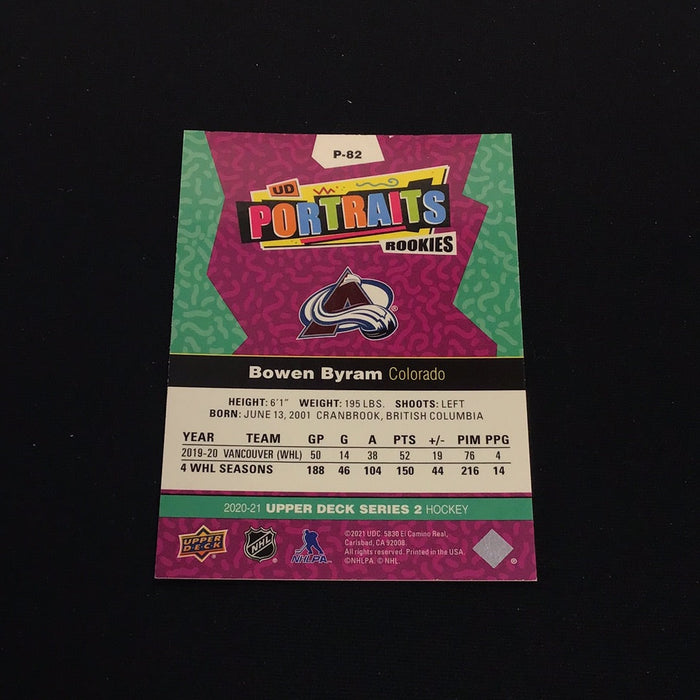 P-82
UD
PORTRAITS
ROOKIES
A
®
Bowen Byram Colorado
HEIGHT: 6'1" WEIGHT: 195 LBS. SHOOTS: LEFT
BORN: JUNE 13, 2001 CRANBROOK, BRITISH COLUMBIA
YEAR TEAM GP G A PTS +/- PIM PPG
2019-20 VANCOUVER (WHL) 50 14 38 52 19 76 4
4 WHL SEASONS 188 46 104 150 44 216 14
2020-21 UPPER DECK SERIES 2 HOCKEY
UPPER DECK
NHL
NHLPA
©2021 UDC. 5830 El Camino Real,
Carlsbad, CA 92008.
All rights reserved. Printed in the USA.
©NHLPA. © NHL.
®